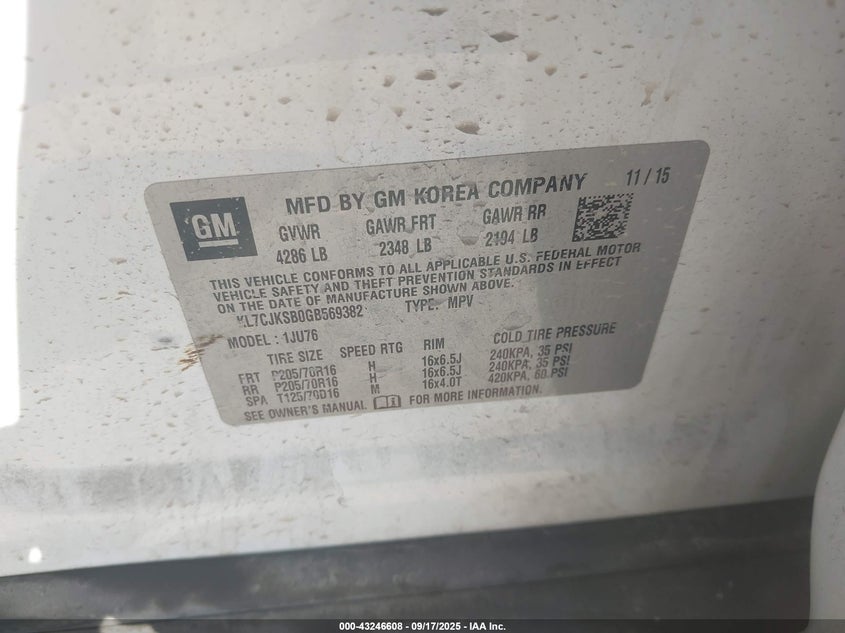 GM
MFD BY GM KOREA COMPANY 11 / 15
GVWR GAWR FRT GAWR RR
4286 LB 2348 LB 2194 LB
THIS VEHICLE CONFORMS TO ALL APPLICABLE U.S. FEDERAL MOTOR
VEHICLE SAFETY AND THEFT PREVENTION STANDARDS IN EFFECT
ON THE DATE OF MANUFACTURE SHOWN ABOVE.
KL7CJKSB0GB569382 TYPE: MPV
MODEL : 1JU76
TIRE SIZE SPEED RTG RIM COLD TIRE PRESSURE
FRT P205/70R16 H 16x6.5J 240KPA, 35 PSI
RR P205/70R16 H 16x6.5J 240KPA, 35 PSI
SPA T125/70D16 M 16x4.0T 420KPA, 60 PSI
SEE OWNER'S MANUAL FOR MORE INFORMATION.
000-43246608 - 09/17/2025 - IAA Inc.